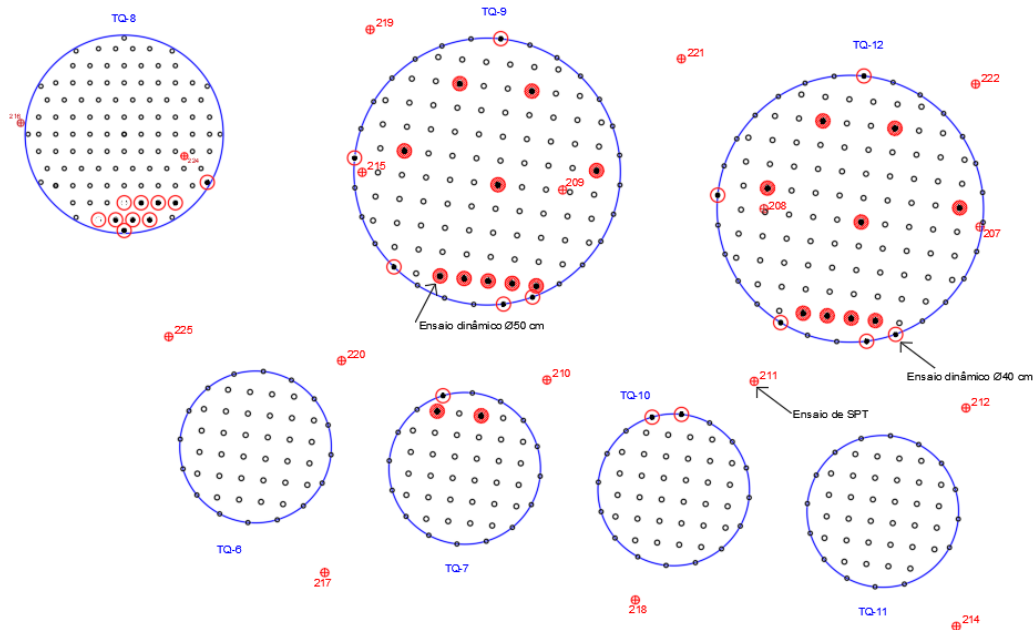 TQ-8
TQ-9
219
221
TQ-12
222
216
224
215
209
208
207
Ensaio dinâmico Ø50 cm
225
220
210
211
Ensaio dinâmico Ø40 cm
TQ-10
Ensaio de SPT
212
TQ-6
TQ-7
217
218
TQ-11
214